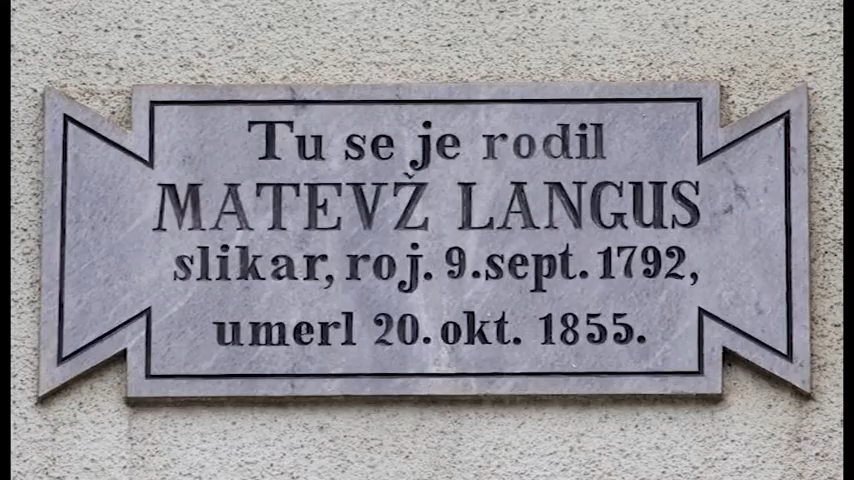 Tu se je rodil
MATEVŽ LANGUS
slikar, roj. 9. sept. 1792,
umerl 20. okt. 1855.